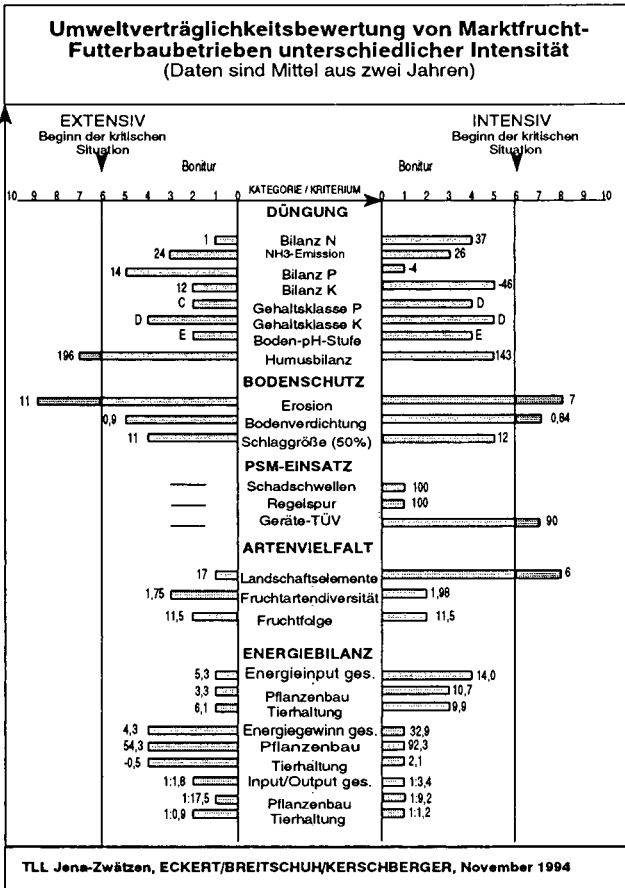 Umweltverträglichkeitsbewertung von Marktfrucht-
Futterbaubetrieben unterschiedlicher Intensität
(Daten sind Mittel aus zwei Jahren)
EXTENSIV INTENSIV
Beginn der kritischen Situation Beginn der kritischen Situation
Bonitur Bonitur
10 9 8 7 6 5 4 3 2 1 0 KATEGORIE / KRITERIUM 0 1 2 3 4 5 6 7 8 9 10
DÜNGUNG
1 Bilanz N 37
24 NH3-Emission 26
14 Bilanz P -4
12 Bilanz K -46
C Gehaltsklasse P D
D Gehaltsklasse K D
E Boden-pH-Stufe E
196 Humusbilanz 143
BODENSCHUTZ
11 Erosion 7
0,9 Bodenverdichtung 0,84
11 Schlaggröße (50%) 12
PSM-EINSATZ
Schadschwellen 100
Regelspur 100
Geräte-TÜV 90
ARTENVIELFALT
17 Landschaftselemente 6
1,75 Fruchtartendiversität 1,98
11,5 Fruchtfolge 11,5
ENERGIEBILANZ
5,3 Energieinput ges. 14,0
3,3 Pflanzenbau 10,7
6,1 Tierhaltung 9,9
4,3 Energiegewinn ges. 32,9
54,3 Pflanzenbau 92,3
-0,5 Tierhaltung 2,1
1:1,8 Input/Output ges. 1:3,4
1:17,5 Pflanzenbau 1:9,2
1:0,9 Tierhaltung 1:1,2
TLL Jena-Zwätzen, ECKERT/BREITSCHUH/KERSCHBERGER, November 1994